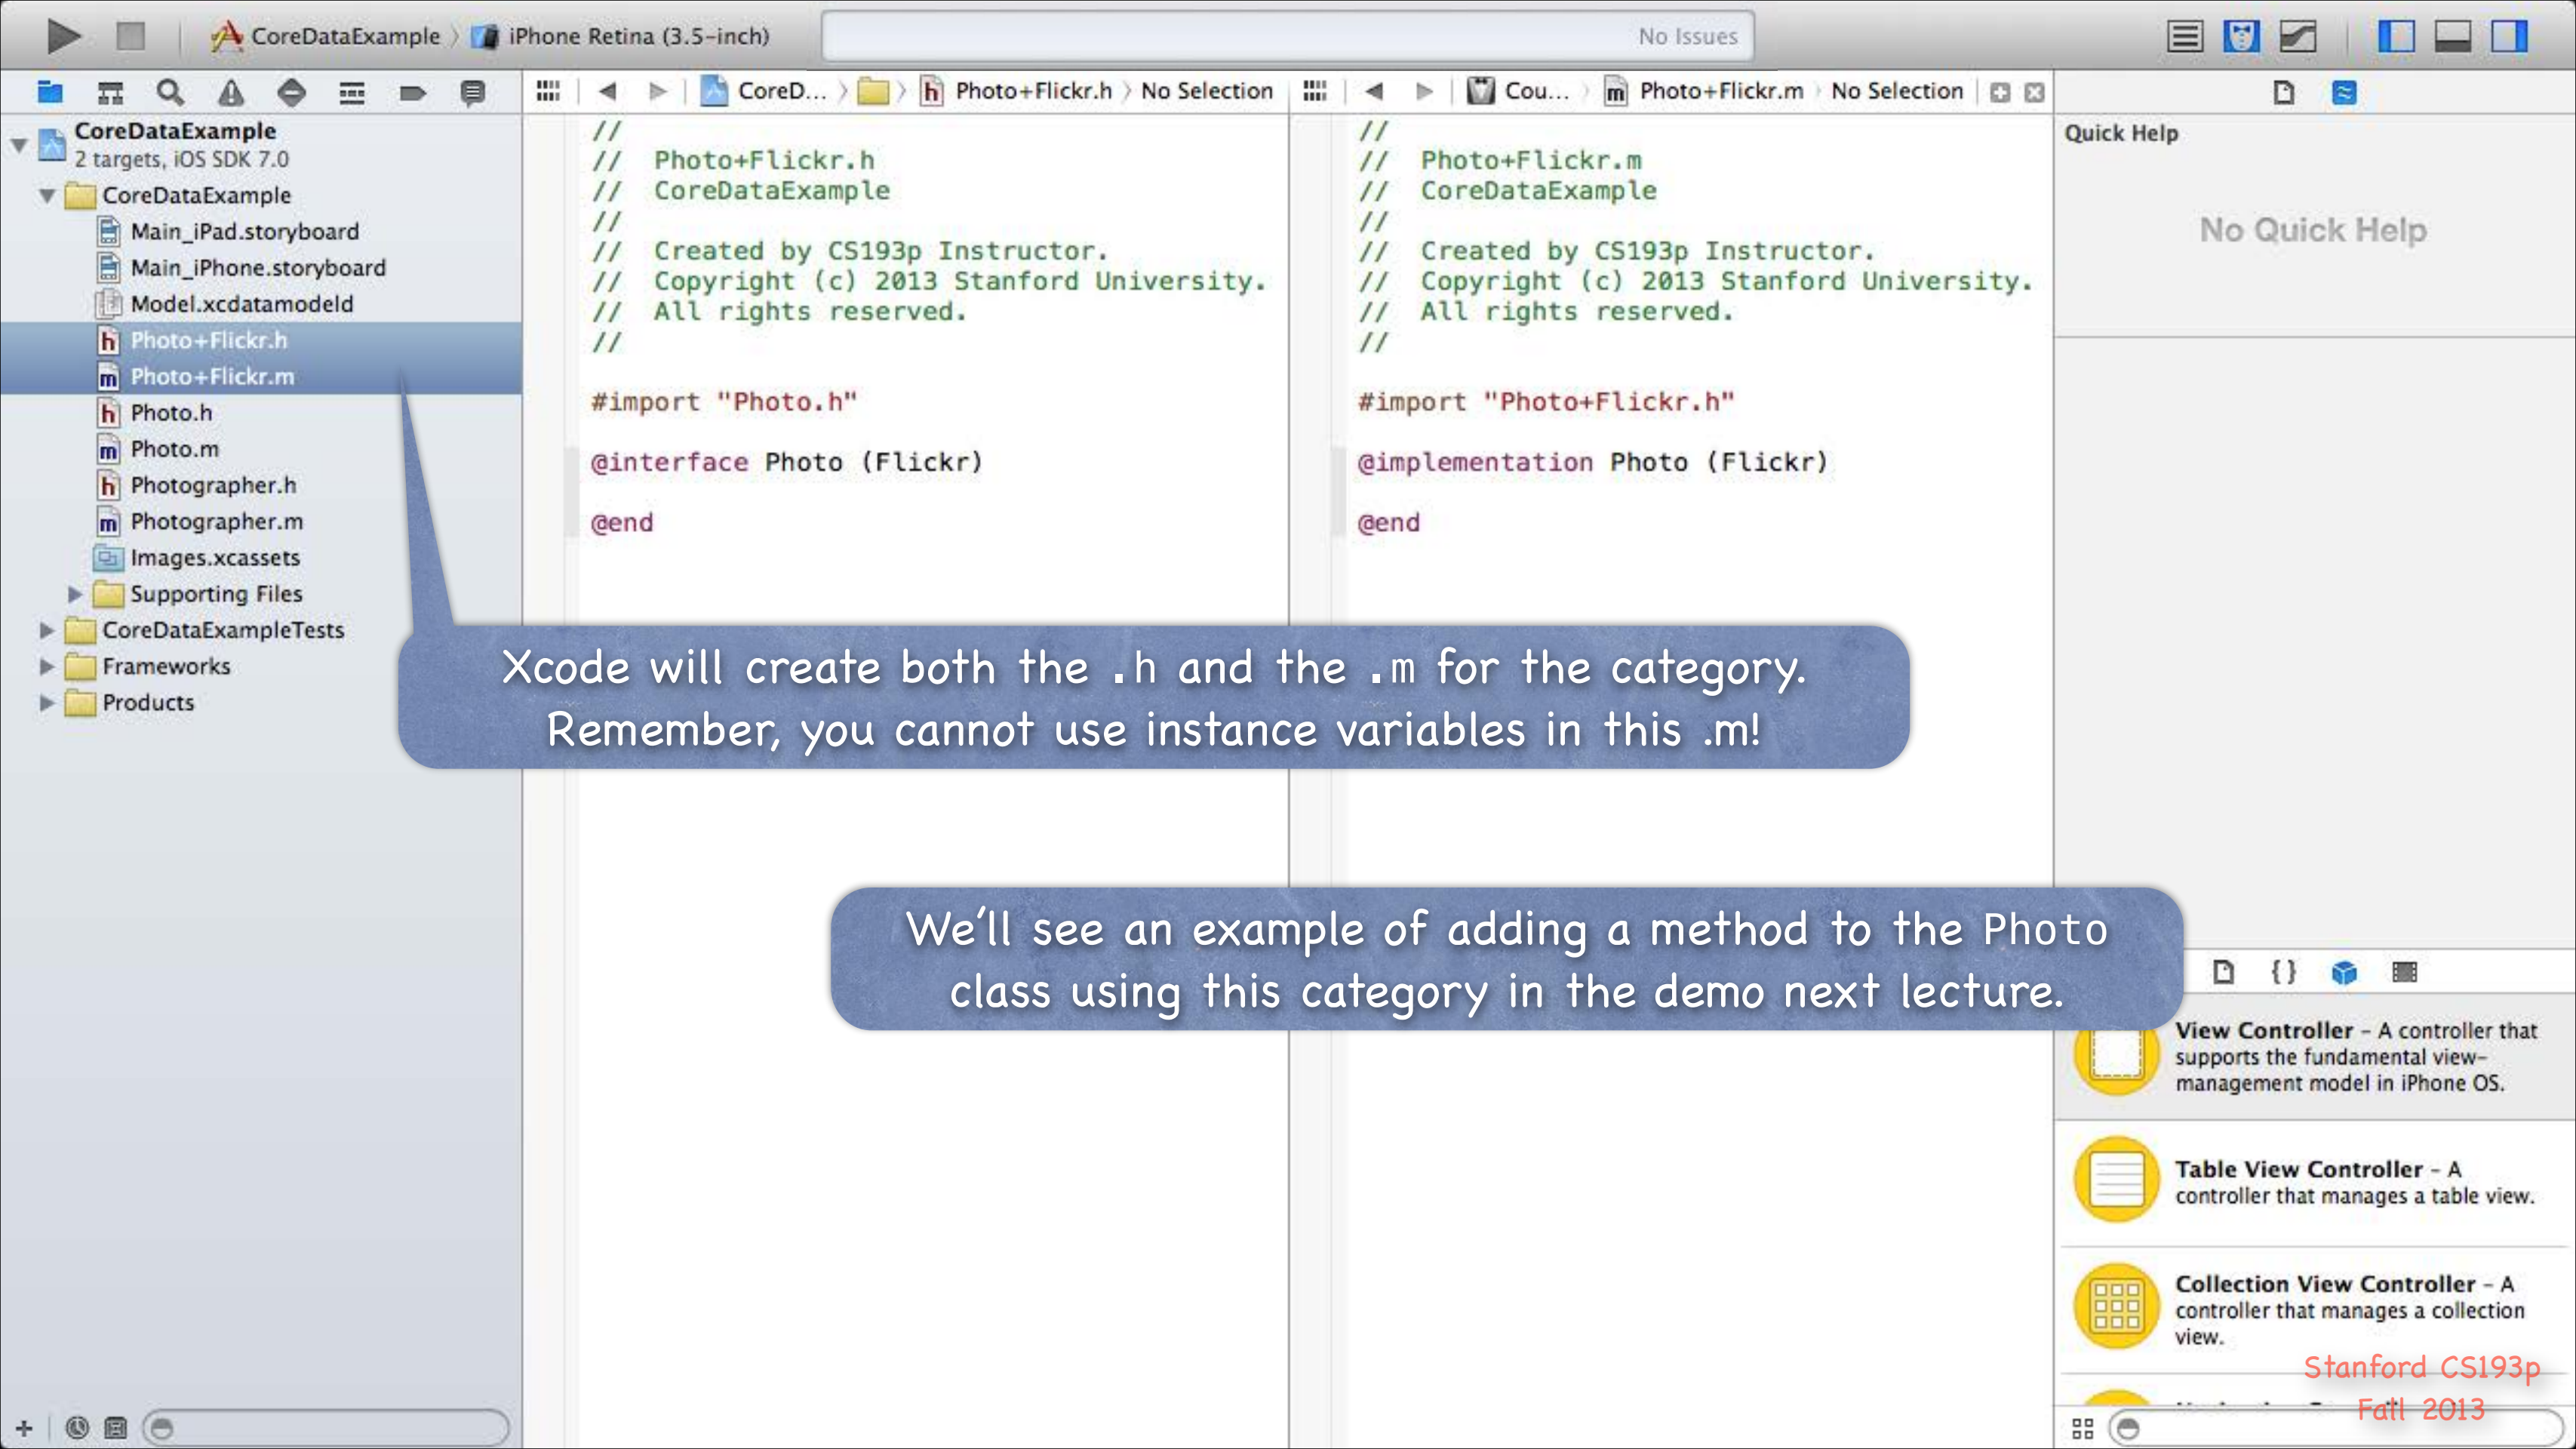 CoreDataExample
iPhone Retina (3.5-inch)
No Issues
CoreD...
Photo+Flickr.h
No Selection
Cou...
Photo+Flickr.m
No Selection
CoreDataExample
2 targets, iOS SDK 7.0
CoreDataExample
Main_iPad.storyboard
Main_iPhone.storyboard
Model.xcdatamodeld
Photo+Flickr.h
Photo+Flickr.m
Photo.h
Photo.m
Photographer.h
Photographer.m
Images.xcassets
Supporting Files
CoreDataExampleTests
Frameworks
Products
//
// Photo+Flickr.h
// CoreDataExample
//
// Created by CS193p Instructor.
// Copyright (c) 2013 Stanford University.
// All rights reserved.
//
#import "Photo.h"
@interface Photo (Flickr)
@end
//
// Photo+Flickr.m
// CoreDataExample
//
// Created by CS193p Instructor.
// Copyright (c) 2013 Stanford University.
// All rights reserved.
//
#import "Photo+Flickr.h"
@implementation Photo (Flickr)
@end
Quick Help
No Quick Help
Xcode will create both the .h and the .m for the category.
Remember, you cannot use instance variables in this .m!
We'll see an example of adding a method to the Photo
class using this category in the demo next lecture.
{}
View Controller - A controller that
supports the fundamental view-
management model in iPhone OS.
Table View Controller - A
controller that manages a table view.
Collection View Controller - A
controller that manages a collection
view.
Stanford CS193p
Fall 2013